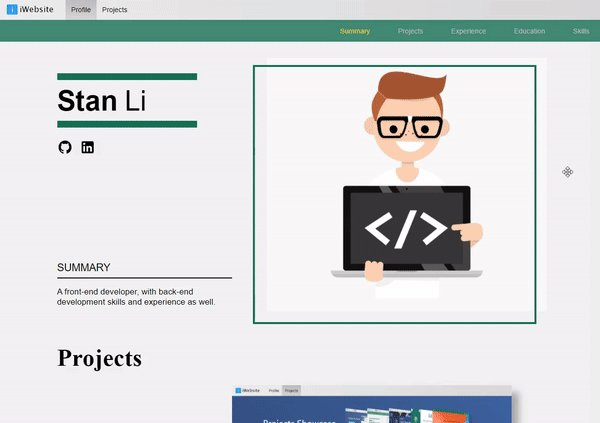 i iWebsite Profile Projects
Summary Projects Experience Education Skills
Stan Li
in
SUMMARY
A front-end developer, with back-end
development skills and experience as well.
</>
Projects
iWebsite Profile Projects
Projects Showcase